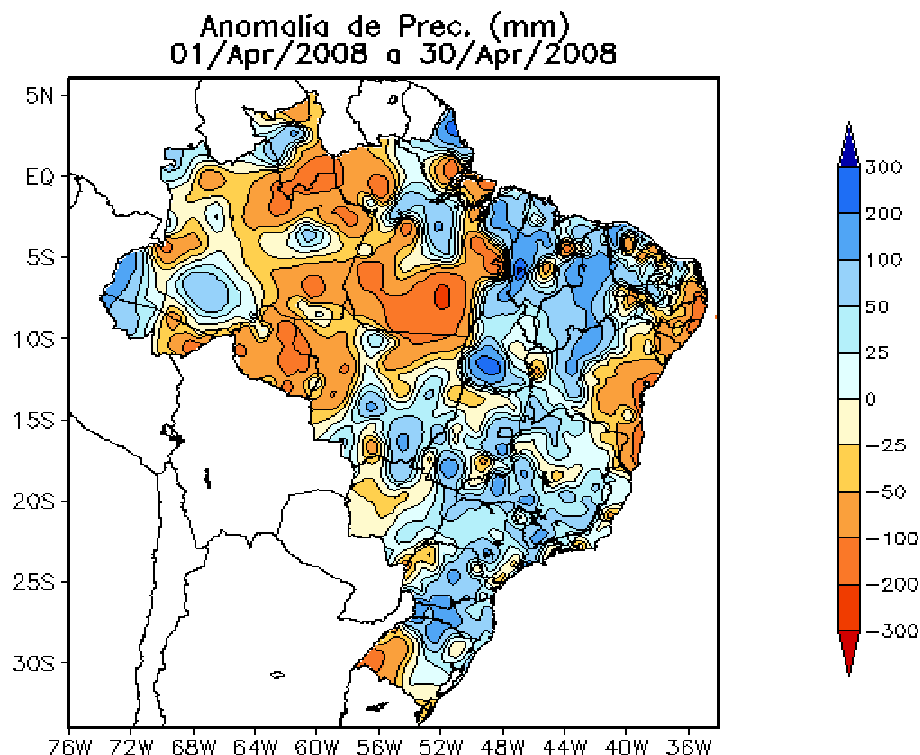 Anomalia de Prec. (mm)
01/Apr/2008 a 30/Apr/2008
5N
EQ
5S
10S
15S
20S
25S
30S
76W 72W 68W 64W 60W 56W 52W 48W 44W 40W 36W
300
200
100
50
25
0
-25
-50
-100
-200
-300